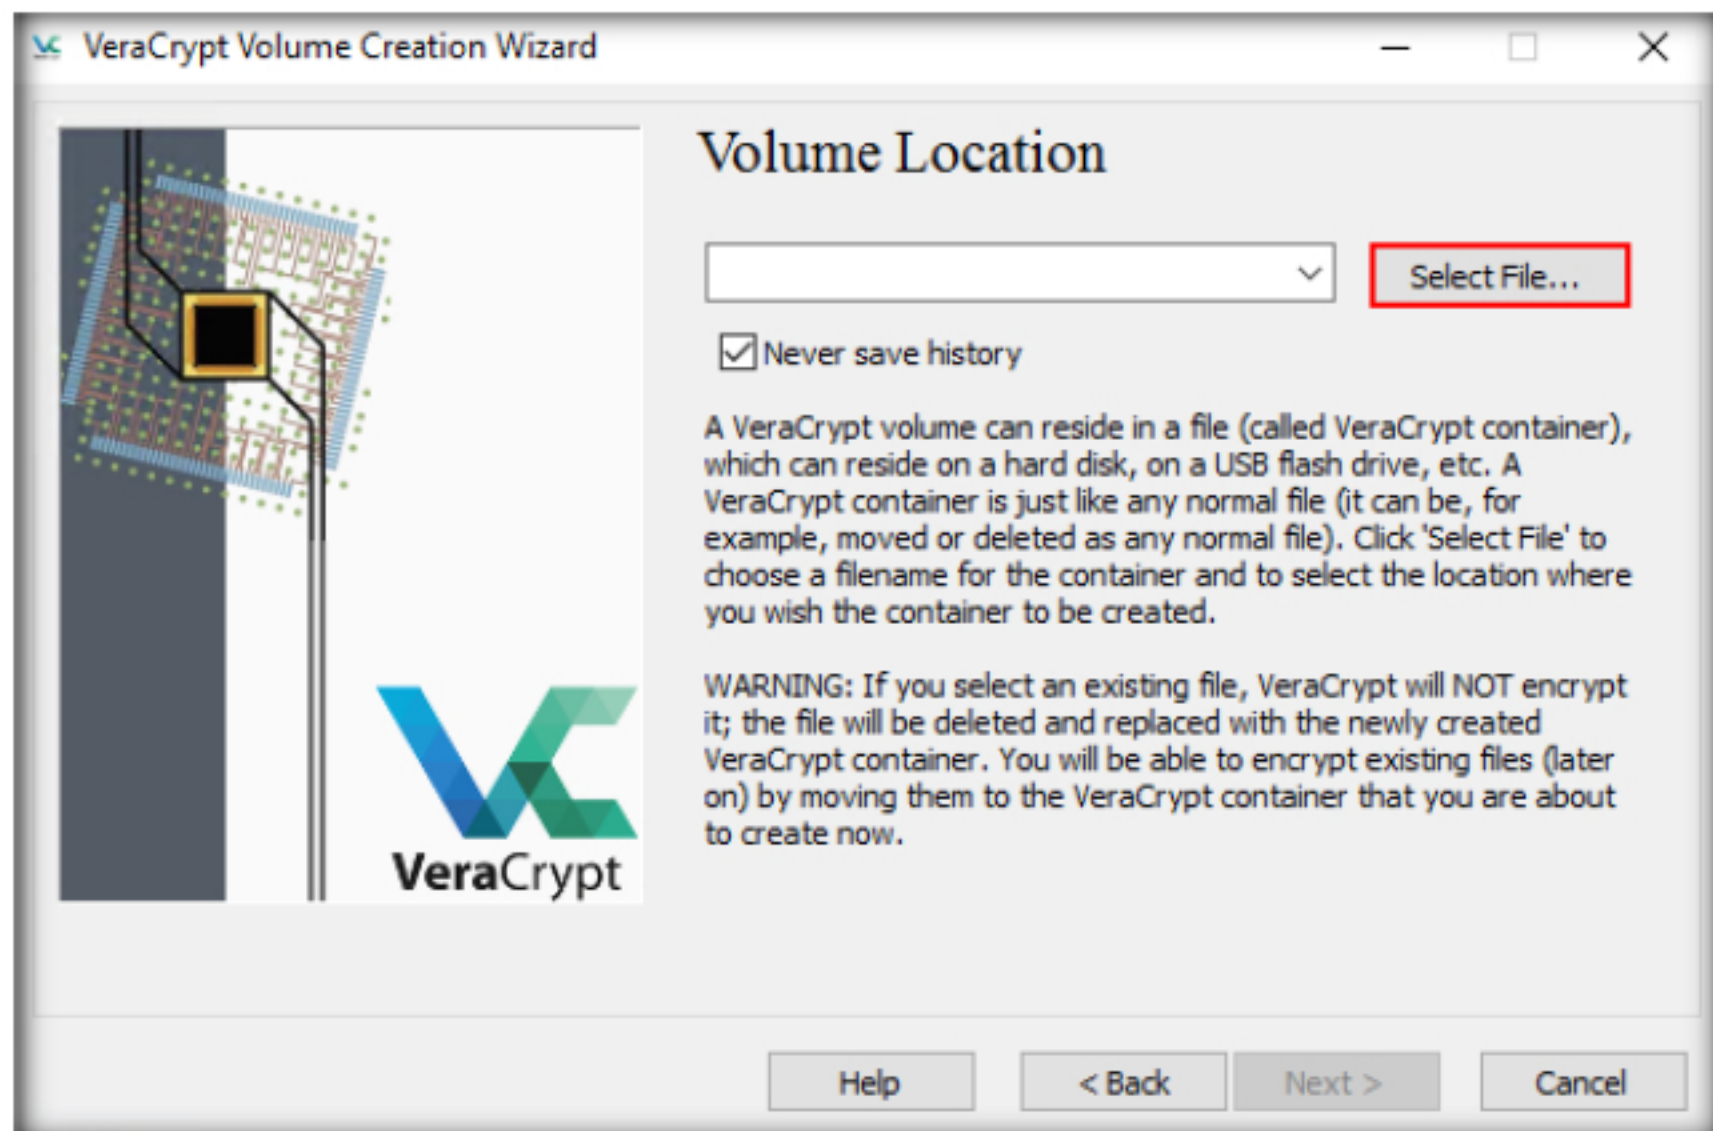 VeraCrypt Volume Creation Wizard
Volume Location
Select File...
Never save history
A VeraCrypt volume can reside in a file (called VeraCrypt container),
which can reside on a hard disk, on a USB flash drive, etc. A
VeraCrypt container is just like any normal file (it can be, for
example, moved or deleted as any normal file). Click 'Select File' to
choose a filename for the container and to select the location where
you wish the container to be created.
WARNING: If you select an existing file, VeraCrypt will NOT encrypt
it; the file will be deleted and replaced with the newly created
VeraCrypt container. You will be able to encrypt existing files (later
on) by moving them to the VeraCrypt container that you are about
to create now.
VeraCrypt
Help
< Back
Next >
Cancel